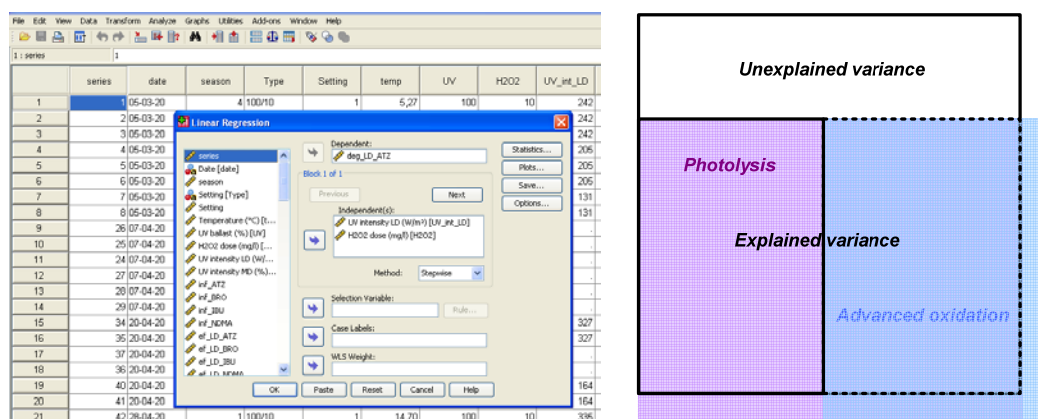 File Edit View Data Transform Analyze Graphs Utilities Add-ons Window Help
1 : series 1
series date season Type Setting temp UV H2O2 UV_int_LD
1 1 05-03-20 4 100/10 1 5,27 100 10 242
2 2 05-03-20 242
3 3 05-03-20 242
4 4 05-03-20 205
5 5 05-03-20 205
6 6 05-03-20 205
7 7 05-03-20 131
8 8 05-03-20 131
9 26 07-04-20 .
10 25 07-04-20 .
11 24 07-04-20 .
12 27 07-04-20 .
13 28 07-04-20 .
14 29 07-04-20 .
15 34 20-04-20 327
16 35 20-04-20 327
17 37 20-04-20 .
18 36 20-04-20 .
19 40 20-04-20 164
20 41 20-04-20 164
21 42 28-04-20 1 100/10 1 14,70 100 10 335
Linear Regression
series
Date [date]
season
Setting [Type]
Setting
Temperature (°C) [t...
UV ballast (%) [UV]
H2O2 dose (mg/l) [...
UV intensity LD (W/...
UV intensity MD (%)...
inf_ATZ
inf_BRO
inf_IBU
inf_NDMA
ef_LD_ATZ
ef_LD_BRO
ef_LD_IBU
ef_LD_NDMA
Dependent:
deg_LD_ATZ
Block 1 of 1
Previous Next
Independent(s):
UV intensity LD (W/m²) [UV_int_LD]
H2O2 dose (mg/l) [H2O2]
Method: Stepwise
Selection Variable:
Rule...
Case Labels:
WLS Weight:
Statistics...
Plots...
Save...
Options...
OK Paste Reset Cancel Help
Unexplained variance
Photolysis
Explained variance
Advanced oxidation